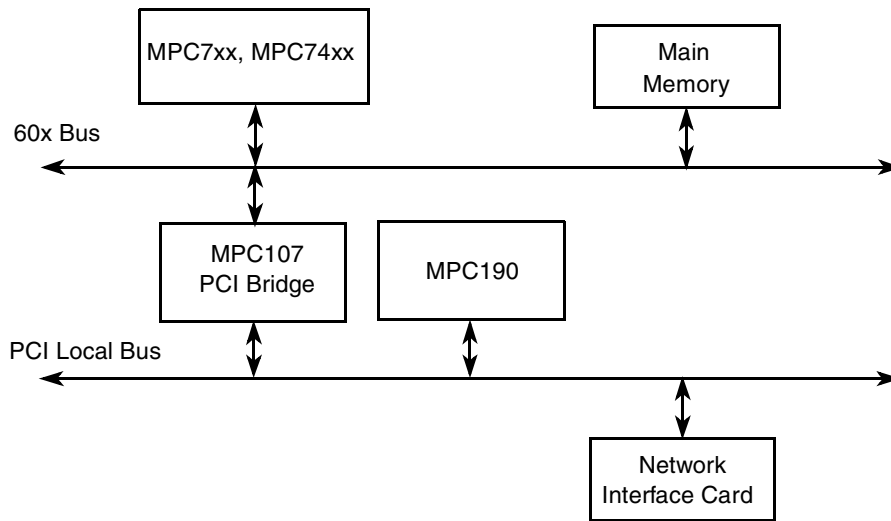 MPC7xx, MPC74xx
Main
Memory
60x Bus
MPC107
PCI Bridge
MPC190
PCI Local Bus
Network
Interface Card